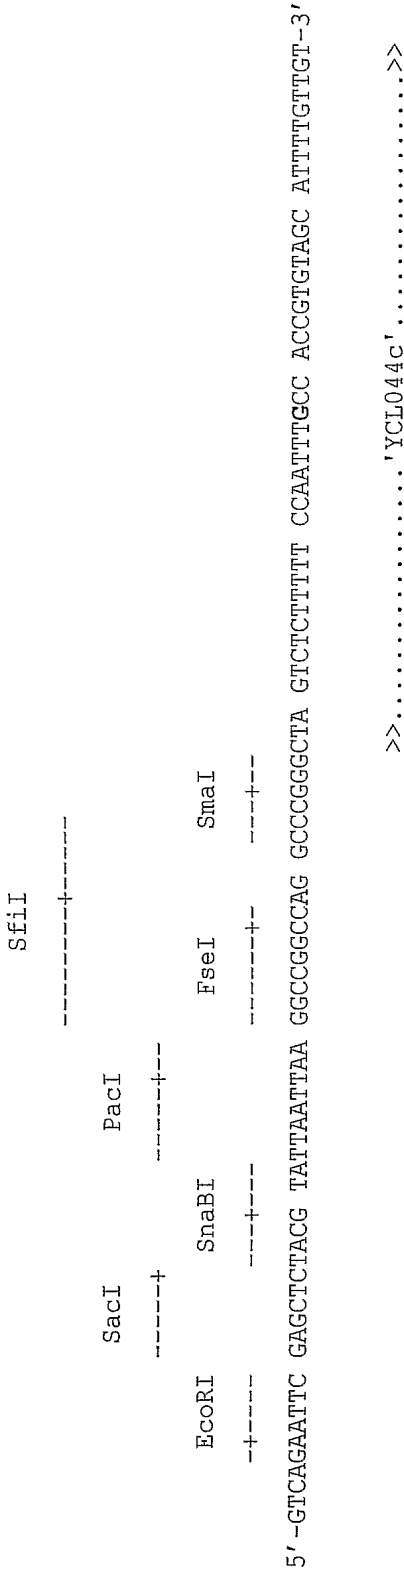 SfiI
--------+-----
SacI PacI
-----+ -----+--
EcoRI SnaBI FseI SmaI
-+---- ---+--- ------+- ---+--
5'-GTCAGAATTC GAGCTCTACG TATTAATTAA GGCCGGCCAG GCCCGGGCTA GTCTCTTTTT CCAATTTGCC ACCGTGTAGC ATTTTGTTGT-3'
>>......................'YCL044c'......................>>